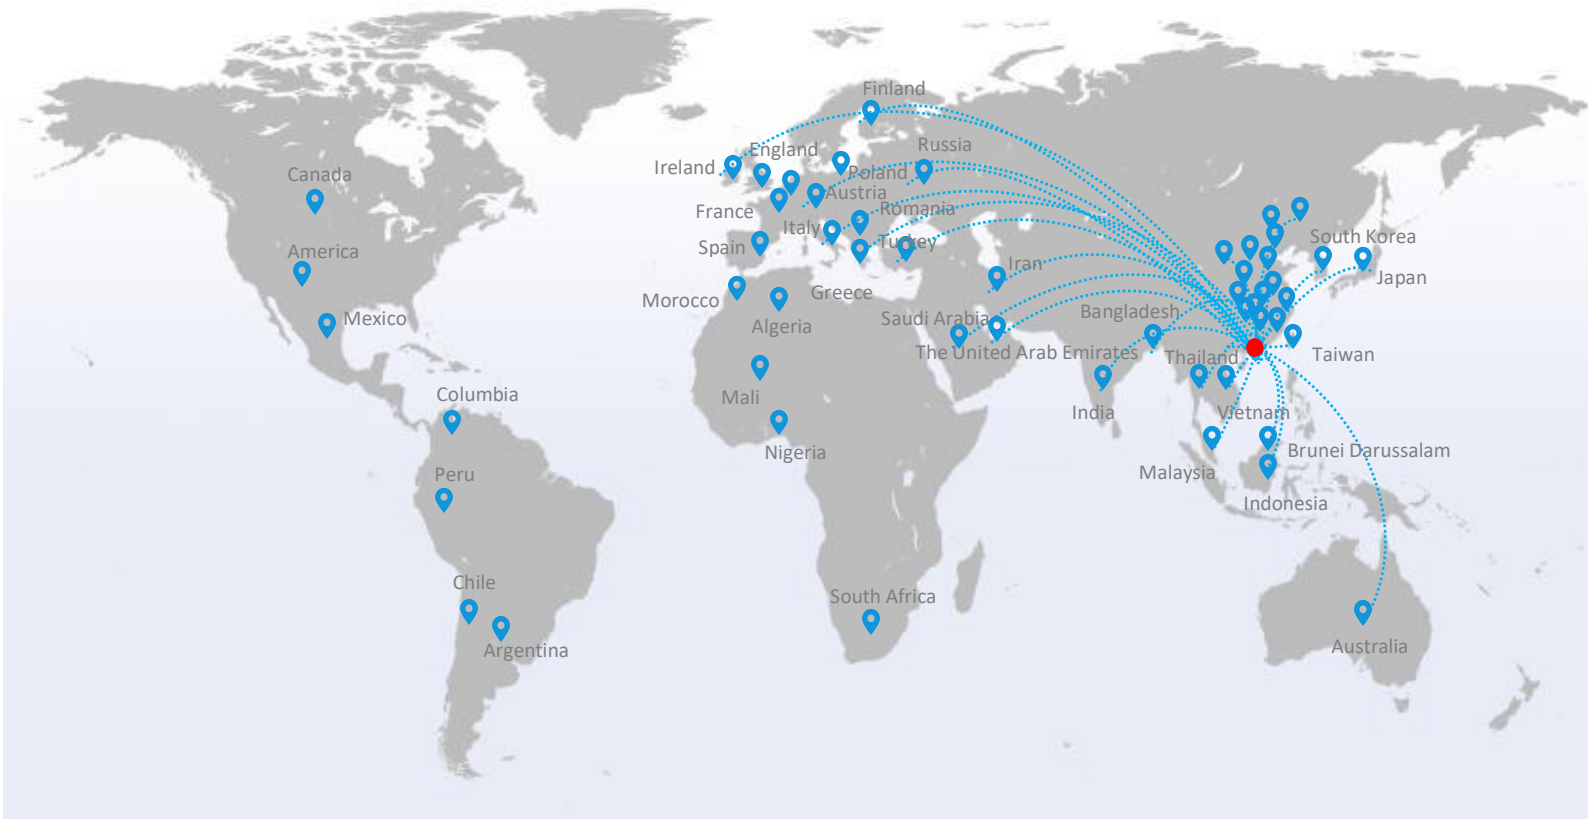 Finland
England
Russia
Ireland
Poland
Canada
Austria
France
Romania
Italy
South Korea
Spain
Turkey
America
Iran
Japan
Morocco
Greece
Algeria
Saudi Arabia
Bangladesh
Mexico
The United Arab Emirates
Thailand
Taiwan
Mali
Columbia
India
Vietnam
Nigeria
Brunei Darussalam
Peru
Malaysia
Indonesia
Chile
South Africa
Argentina
Australia